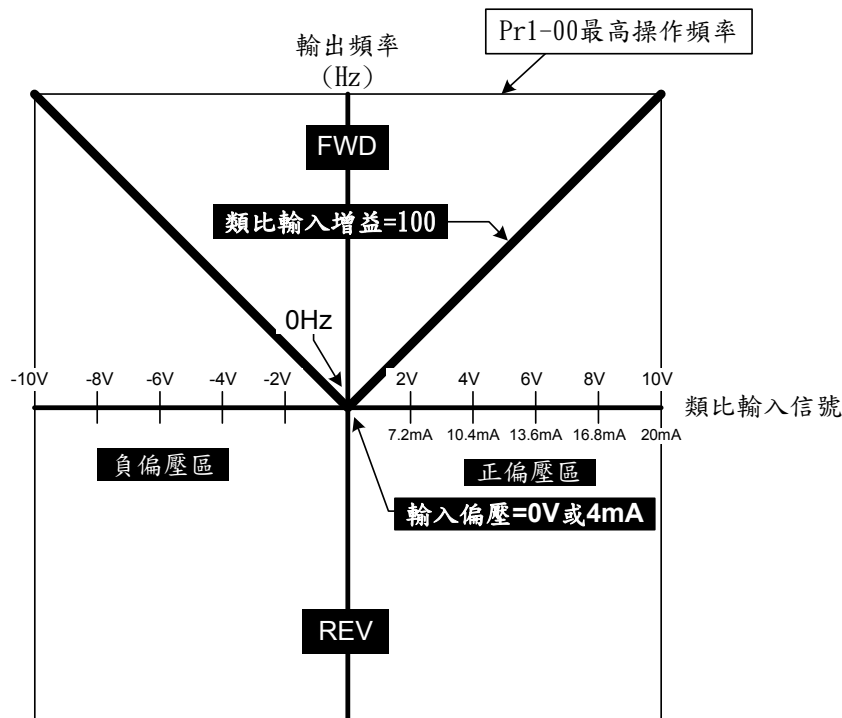 Pr1-00最高操作頻率
輸出頻率
(Hz)
FWD
類比輸入增益=100
0Hz
-10V -8V -6V -4V -2V 2V 4V 6V 8V 10V
類比輸入信號
7.2mA 10.4mA 13.6mA 16.8mA 20mA
負偏壓區
正偏壓區
輸入偏壓=0V或4mA
REV